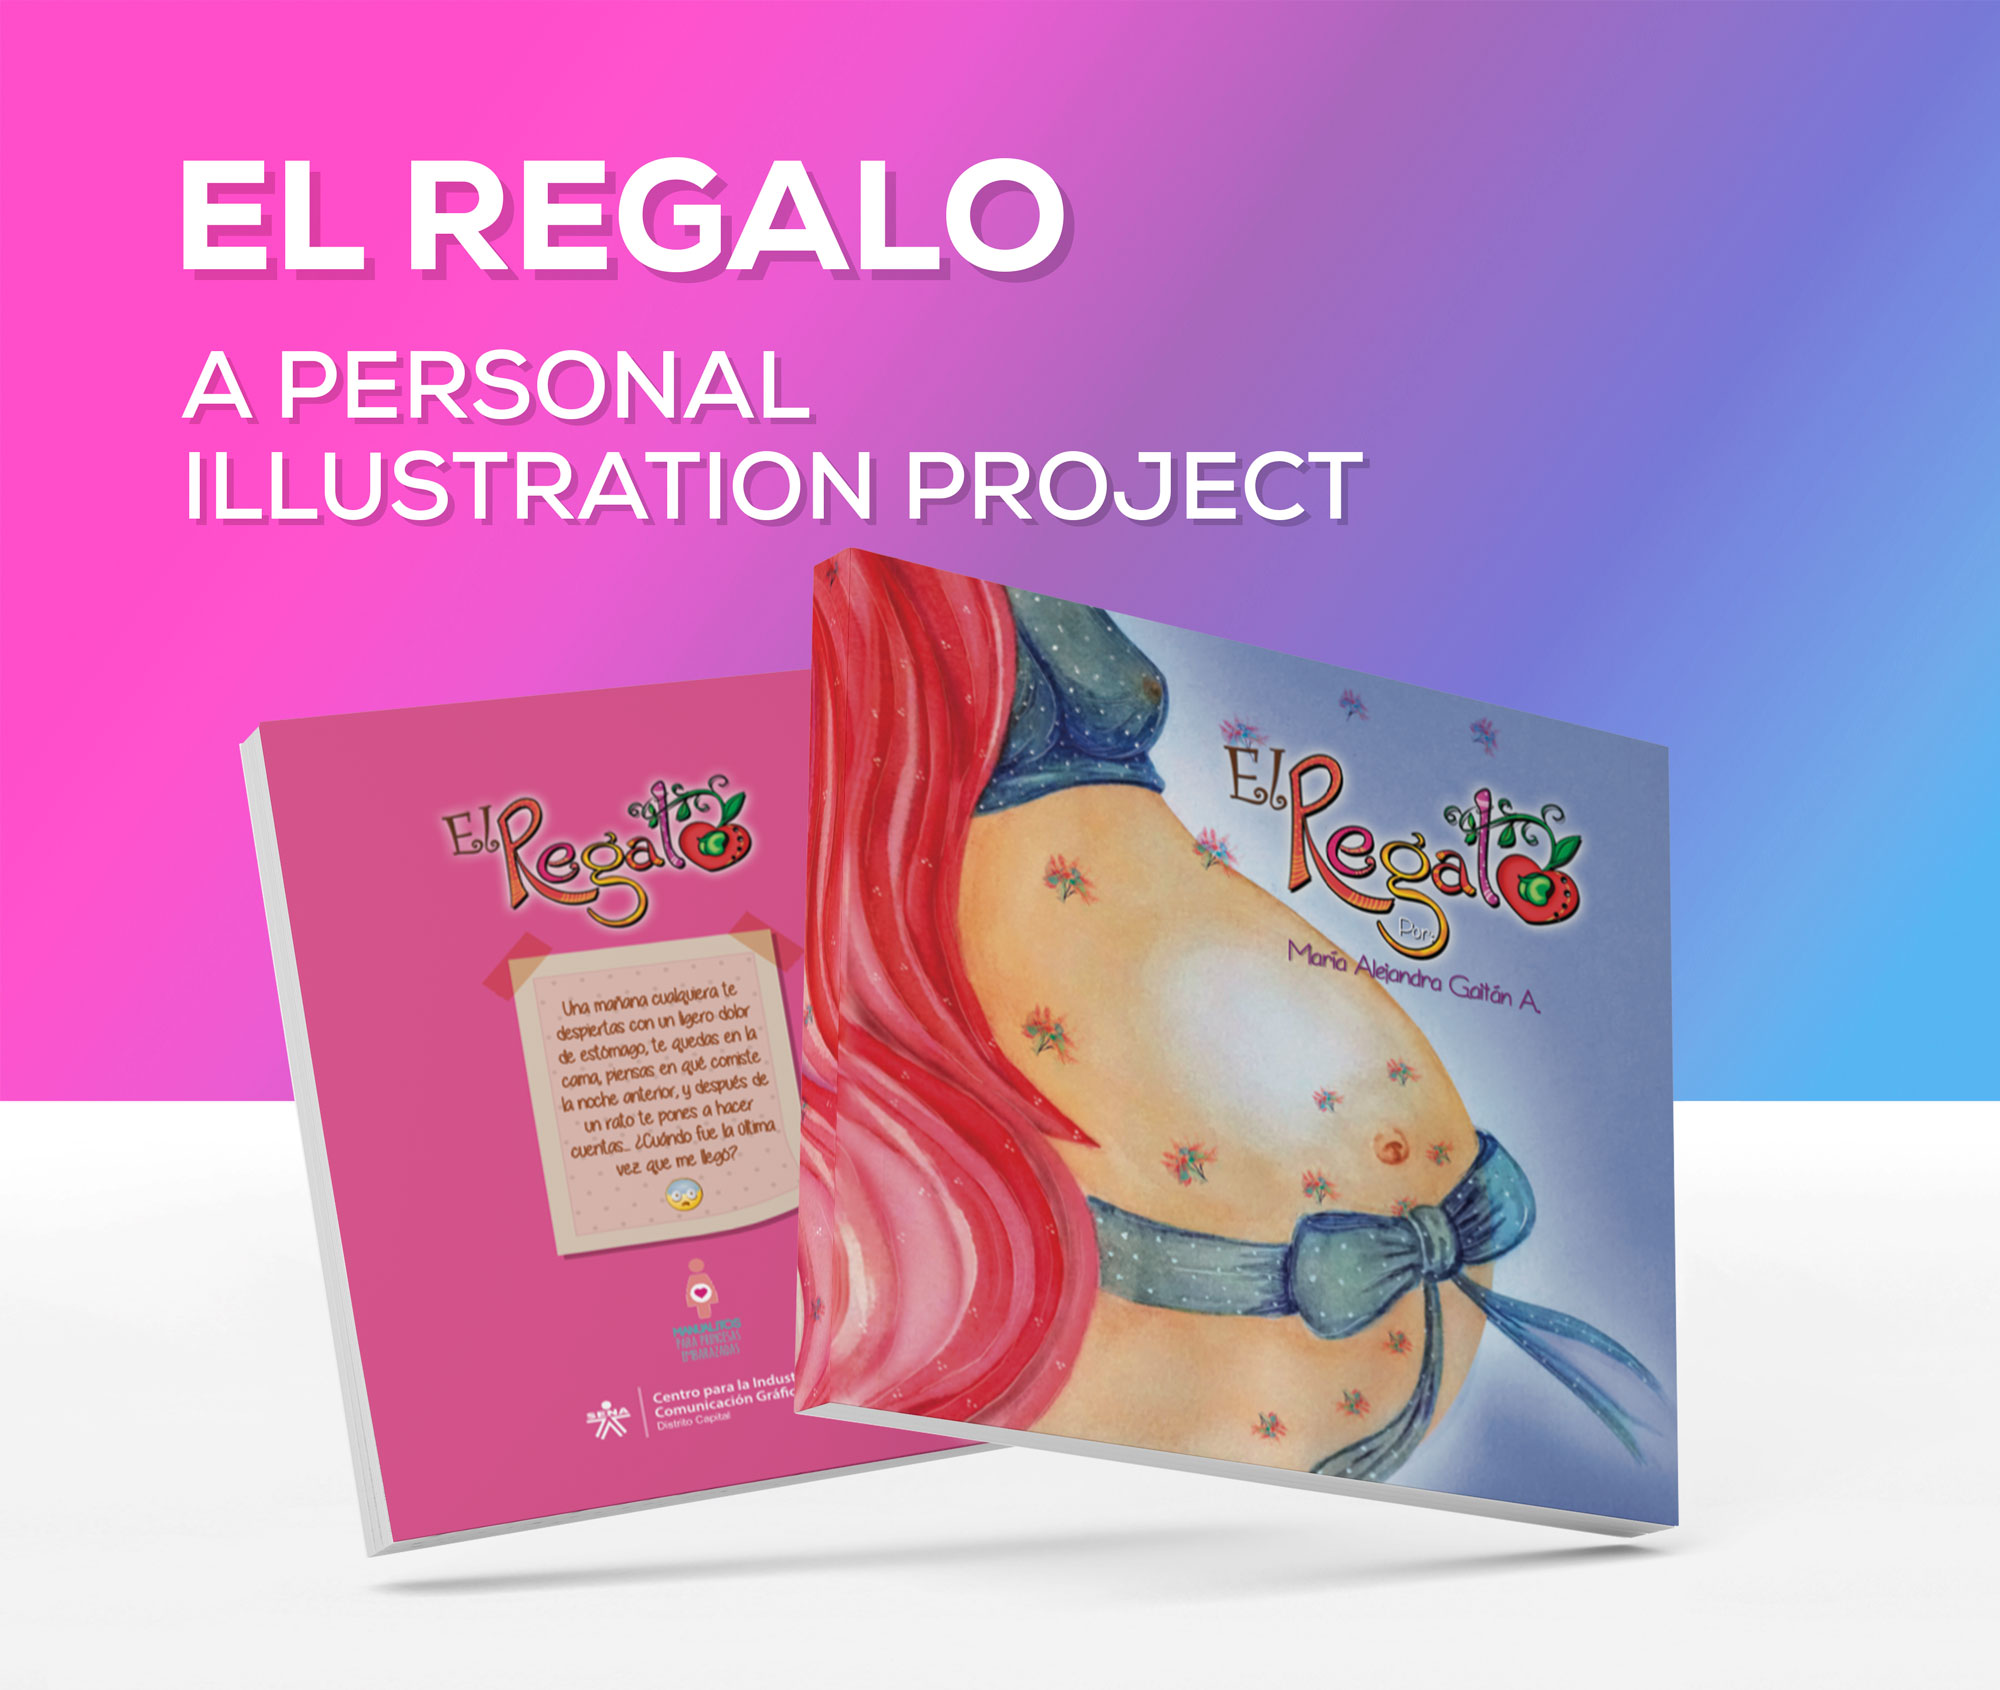 EL REGALO
A PERSONAL
ILLUSTRATION PROJECT
El Regalo
Una mañana cualquiera te
despiertas con un ligero dolor
de estómago, te quedas en la
cama, piensas en qué comiste
la noche anterior, y después de
un rato te pones a hacer
cuentas... ¿Cuándo fue la última
vez que me llegó?
MANUALITOS
PARA PRINCESAS
EMBARAZADAS
SENA
Centro para la Indust
Comunicación Gráfic
Distrito Capital
El Regalo
Por:
María Alejandra Gaitán A.